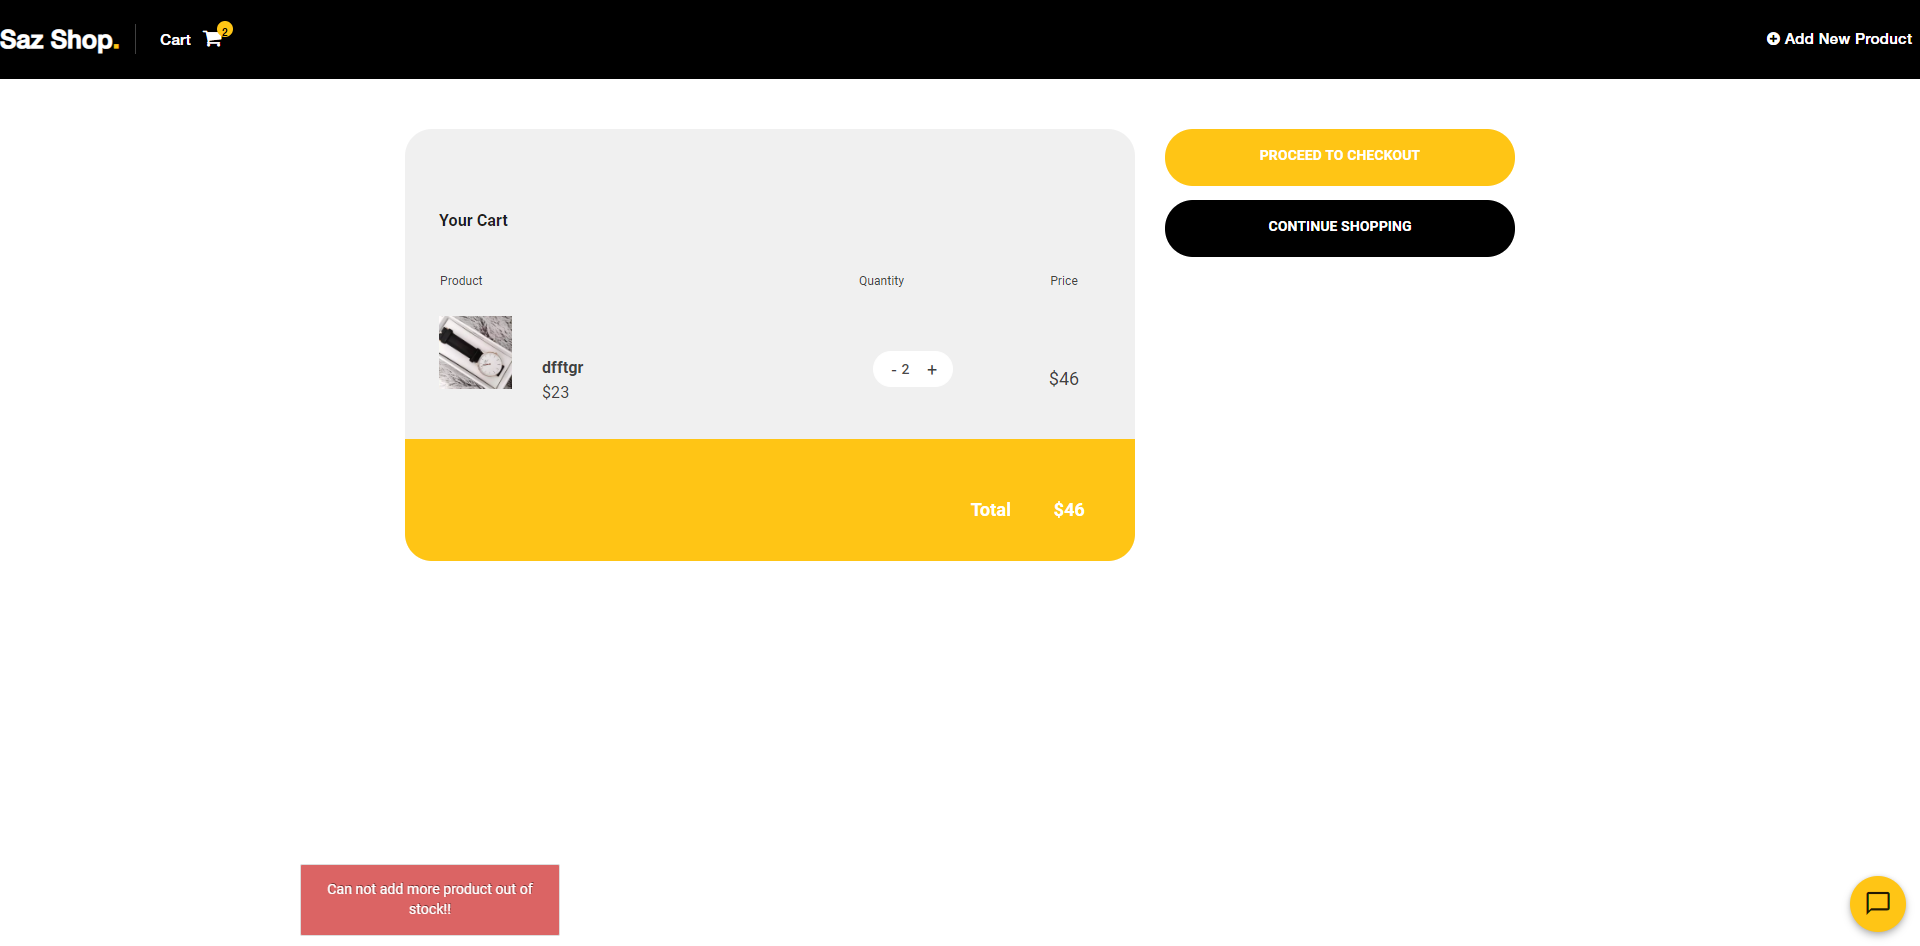 Saz Shop.
Cart 2
Add New Product
PROCEED TO CHECKOUT
CONTINUE SHOPPING
Your Cart
Product Quantity Price
dfftgr
$23
- 2 +
$46
Total $46
Can not add more product out of
stock!!